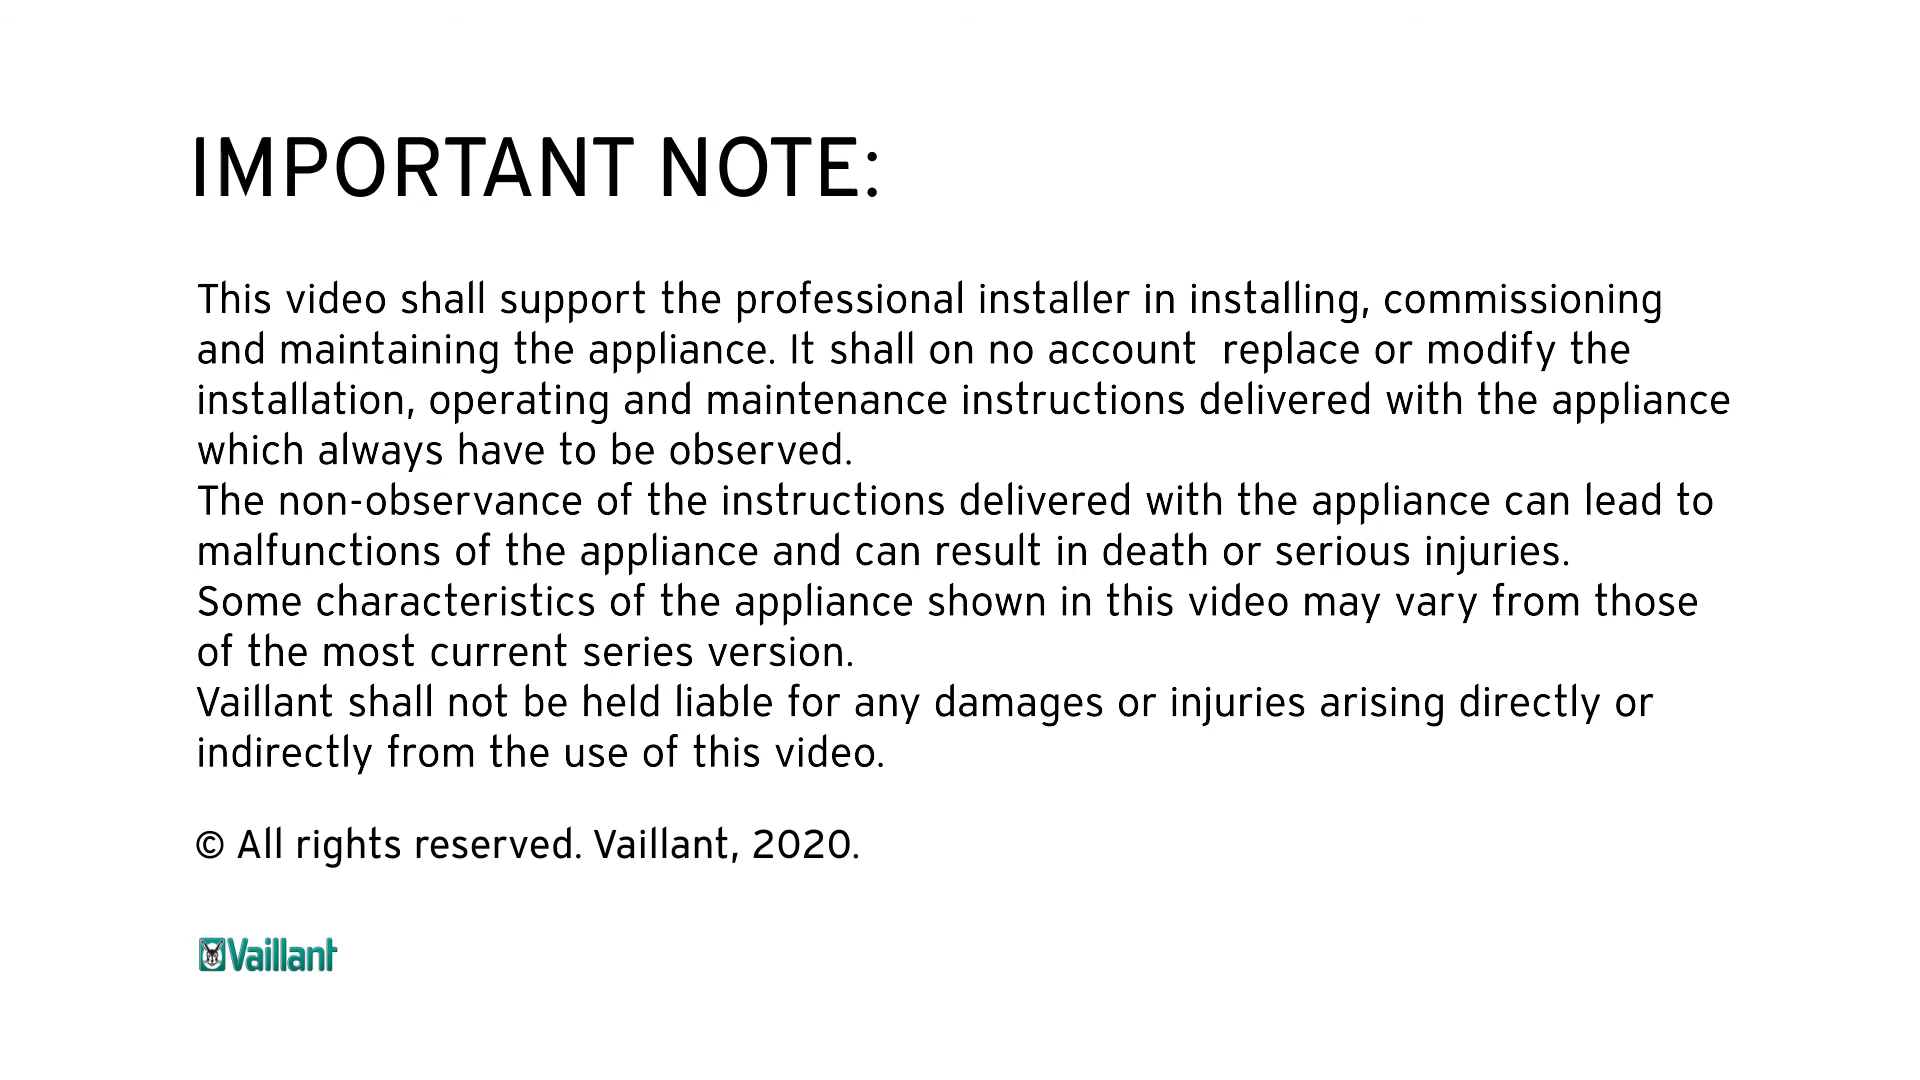 IMPORTANT NOTE:
This video shall support the professional installer in installing, commissioning
and maintaining the appliance. It shall on no account  replace or modify the
installation, operating and maintenance instructions delivered with the appliance
which always have to be observed.
The non-observance of the instructions delivered with the appliance can lead to
malfunctions of the appliance and can result in death or serious injuries.
Some characteristics of the appliance shown in this video may vary from those
of the most current series version.
Vaillant shall not be held liable for any damages or injuries arising directly or
indirectly from the use of this video.
© All rights reserved. Vaillant, 2020.
Vaillant